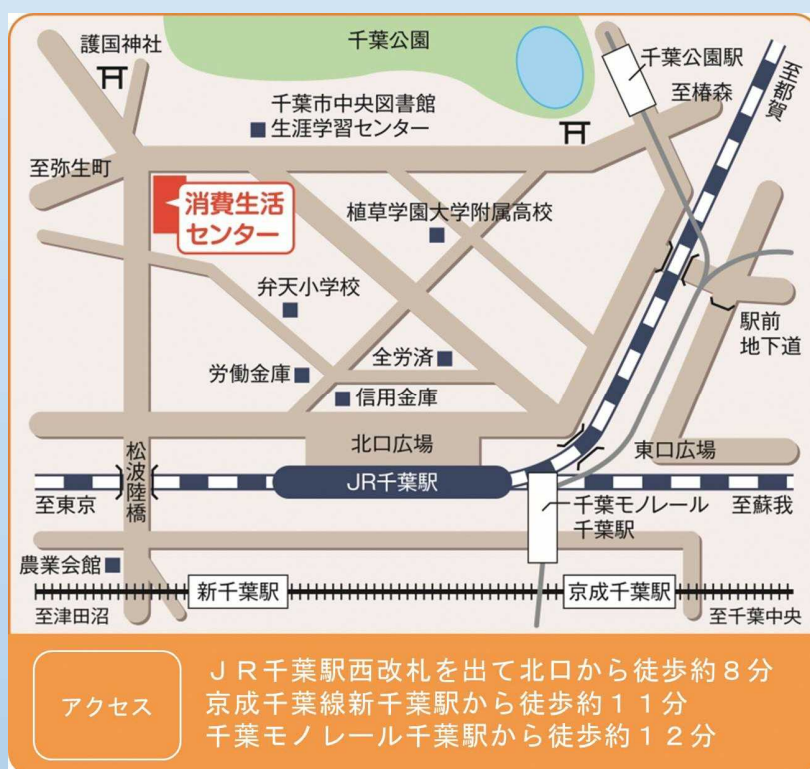 護国神社
千葉公園
千葉公園駅
至都賀
至椿森
千葉市中央図書館
生涯学習センター
至弥生町
消費生活
センター
植草学園大学附属高校
弁天小学校
駅前
地下道
全労済
労働金庫
信用金庫
北口広場
東口広場
松波陸橋
JR千葉駅
至東京
千葉モノレール
千葉駅
至蘇我
農業会館
新千葉駅
京成千葉駅
至津田沼
至千葉中央
アクセス
JR千葉駅西改札を出て北口から徒歩約8分
京成千葉線新千葉駅から徒歩約11分
千葉モノレール千葉駅から徒歩約12分